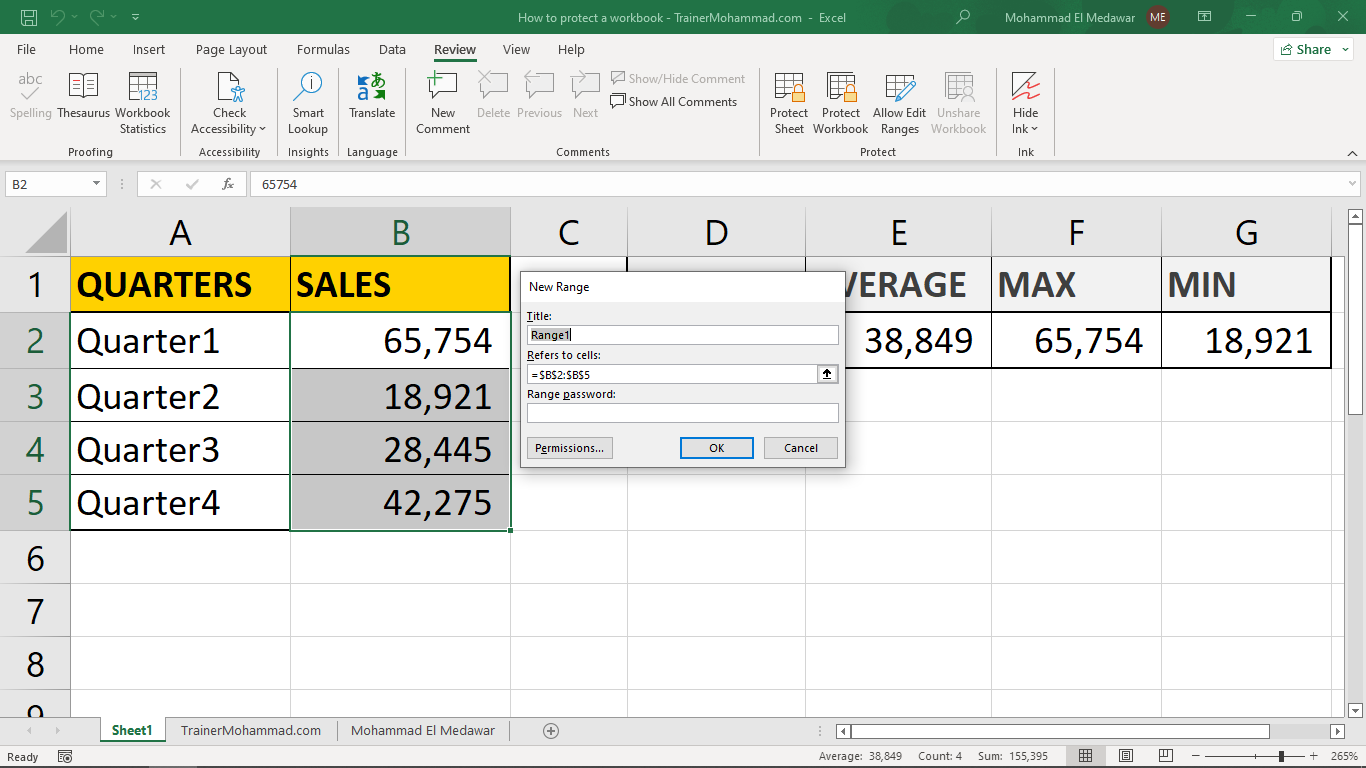 How to protect a workbook - TrainerMohammad.com - Excel
Mohammad El Medawar ME
File Home Insert Page Layout Formulas Data Review View Help Share
abc
Spelling Thesaurus Workbook Statistics
123
Check Accessibility
Smart Lookup
Translate
New Comment
Delete Previous Next
Show/Hide Comment
Show All Comments
Protect Sheet
Protect Workbook
Allow Edit Ranges
Unshare Workbook
Hide Ink
Proofing Accessibility Insights Language Comments Protect Ink
B2 fx 65754
A B C D E F G
1 QUARTERS SALES VERAGE MAX MIN
2 Quarter1 65,754 38,849 65,754 18,921
3 Quarter2 18,921
4 Quarter3 28,445
5 Quarter4 42,275
6
7
8
9
New Range
Title:
Range1
Refers to cells:
=$B$2:$B$5
Range password:
Permissions... OK Cancel
Sheet1 TrainerMohammad.com Mohammad El Medawar
Ready Average: 38,849 Count: 4 Sum: 155,395 265%